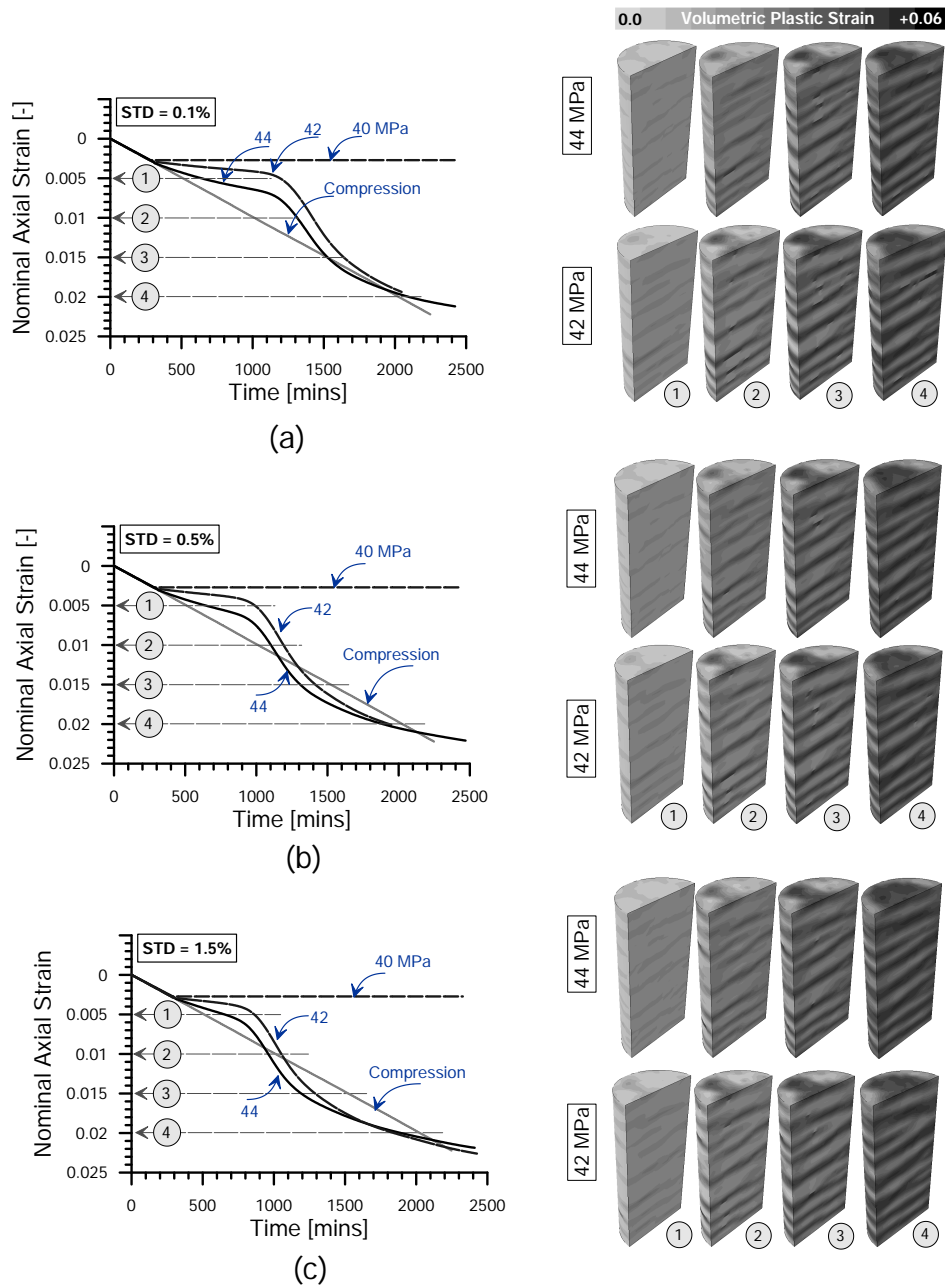 0.0 Volumetric Plastic Strain +0.06
STD = 0.1%
Nominal Axial Strain [-]
0
0.005
0.01
0.015
0.02
0.025
44
42
40 MPa
Compression
1
2
3
4
0 500 1000 1500 2000 2500
Time [mins]
(a)
44 MPa
42 MPa
1 2 3 4
STD = 0.5%
Nominal Axial Strain [-]
0
0.005
0.01
0.015
0.02
0.025
40 MPa
42
Compression
44
1
2
3
4
0 500 1000 1500 2000 2500
Time [mins]
(b)
44 MPa
42 MPa
1 2 3 4
STD = 1.5%
Nominal Axial Strain
0
0.005
0.01
0.015
0.02
0.025
40 MPa
42
Compression
44
1
2
3
4
0 500 1000 1500 2000 2500
Time [mins]
(c)
44 MPa
42 MPa
1 2 3 4